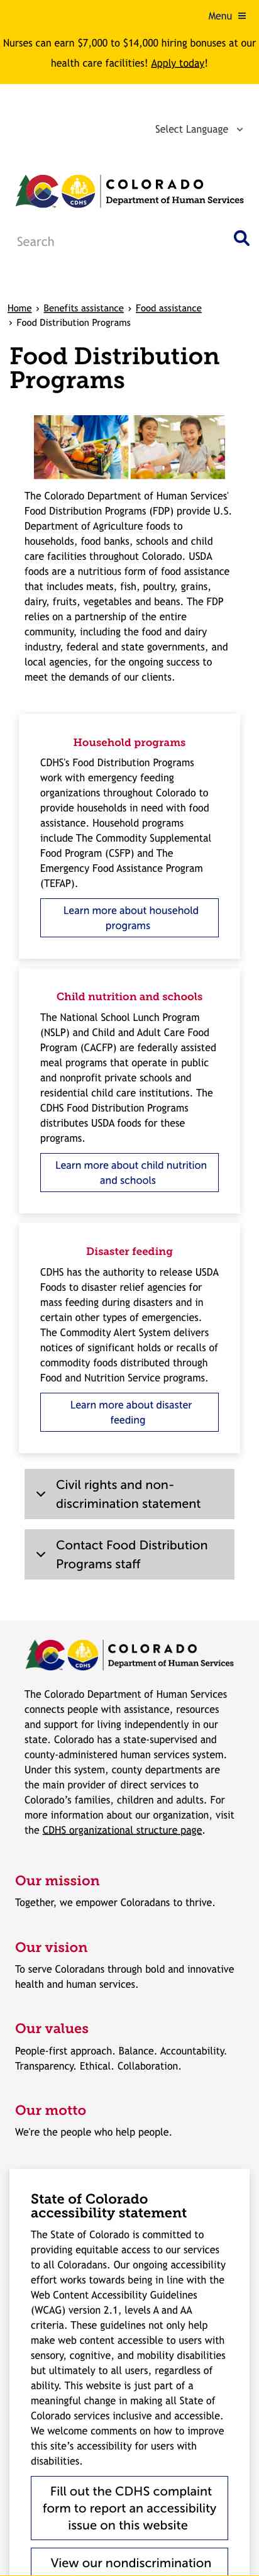 Menu ≡
Nurses can earn $7,000 to $14,000 hiring bonuses at our
health care facilities! Apply today!
Select Language
COLORADO
CDHS
Department of Human Services
Search
Home › Benefits assistance › Food assistance
› Food Distribution Programs
Food Distribution
Programs
The Colorado Department of Human Services'
Food Distribution Programs (FDP) provide U.S.
Department of Agriculture foods to
households, food banks, schools and child
care facilities throughout Colorado. USDA
foods are a nutritious form of food assistance
that includes meats, fish, poultry, grains,
dairy, fruits, vegetables and beans. The FDP
relies on a partnership of the entire
community, including the food and dairy
industry, federal and state governments, and
local agencies, for the ongoing success to
meet the demands of our clients.
Household programs
CDHS's Food Distribution Programs
work with emergency feeding
organizations throughout Colorado to
provide households in need with food
assistance. Household programs
include The Commodity Supplemental
Food Program (CSFP) and The
Emergency Food Assistance Program
(TEFAP).
Learn more about household
programs
Child nutrition and schools
The National School Lunch Program
(NSLP) and Child and Adult Care Food
Program (CACFP) are federally assisted
meal programs that operate in public
and nonprofit private schools and
residential child care institutions. The
CDHS Food Distribution Programs
distributes USDA foods for these
programs.
Learn more about child nutrition
and schools
Disaster feeding
CDHS has the authority to release USDA
Foods to disaster relief agencies for
mass feeding during disasters and in
certain other types of emergencies.
The Commodity Alert System delivers
notices of significant holds or recalls of
commodity foods distributed through
Food and Nutrition Service programs.
Learn more about disaster
feeding
Civil rights and non-
discrimination statement
Contact Food Distribution
Programs staff
COLORADO
CDHS
Department of Human Services
The Colorado Department of Human Services
connects people with assistance, resources
and support for living independently in our
state. Colorado has a state-supervised and
county-administered human services system.
Under this system, county departments are
the main provider of direct services to
Colorado’s families, children and adults. For
more information about our organization, visit
the CDHS organizational structure page.
Our mission
Together, we empower Coloradans to thrive.
Our vision
To serve Coloradans through bold and innovative
health and human services.
Our values
People-first approach. Balance. Accountability.
Transparency. Ethical. Collaboration.
Our motto
We're the people who help people.
State of Colorado
accessibility statement
The State of Colorado is committed to
providing equitable access to our services
to all Coloradans. Our ongoing accessibility
effort works towards being in line with the
Web Content Accessibility Guidelines
(WCAG) version 2.1, levels A and AA
criteria. These guidelines not only help
make web content accessible to users with
sensory, cognitive, and mobility disabilities
but ultimately to all users, regardless of
ability. This website is just part of a
meaningful change in making all State of
Colorado services inclusive and accessible.
We welcome comments on how to improve
this site’s accessibility for users with
disabilities.
Fill out the CDHS complaint
form to report an accessibility
issue on this website
View our nondiscrimination